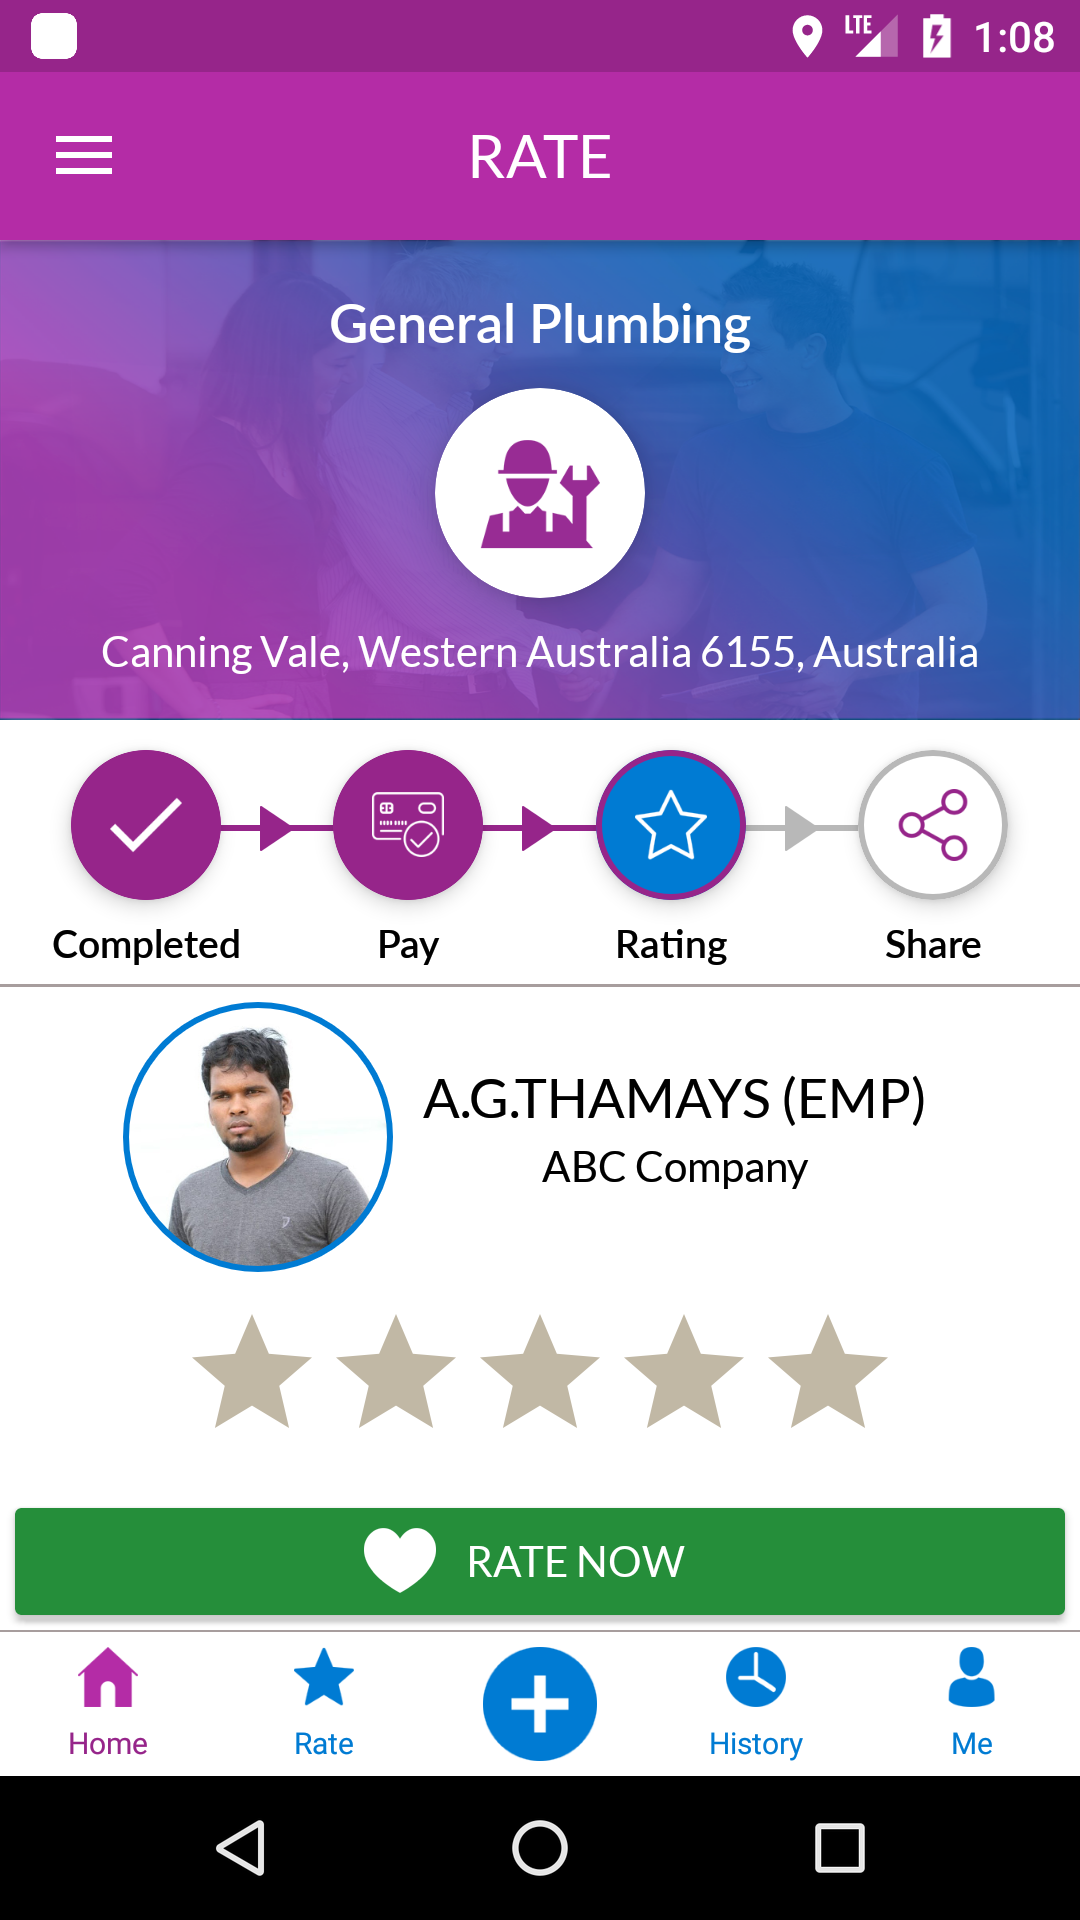 LTE 1:08
RATE
General Plumbing
Canning Vale, Western Australia 6155, Australia
Completed Pay Rating Share
A.G.THAMAYS (EMP)
ABC Company
RATE NOW
Home Rate History Me